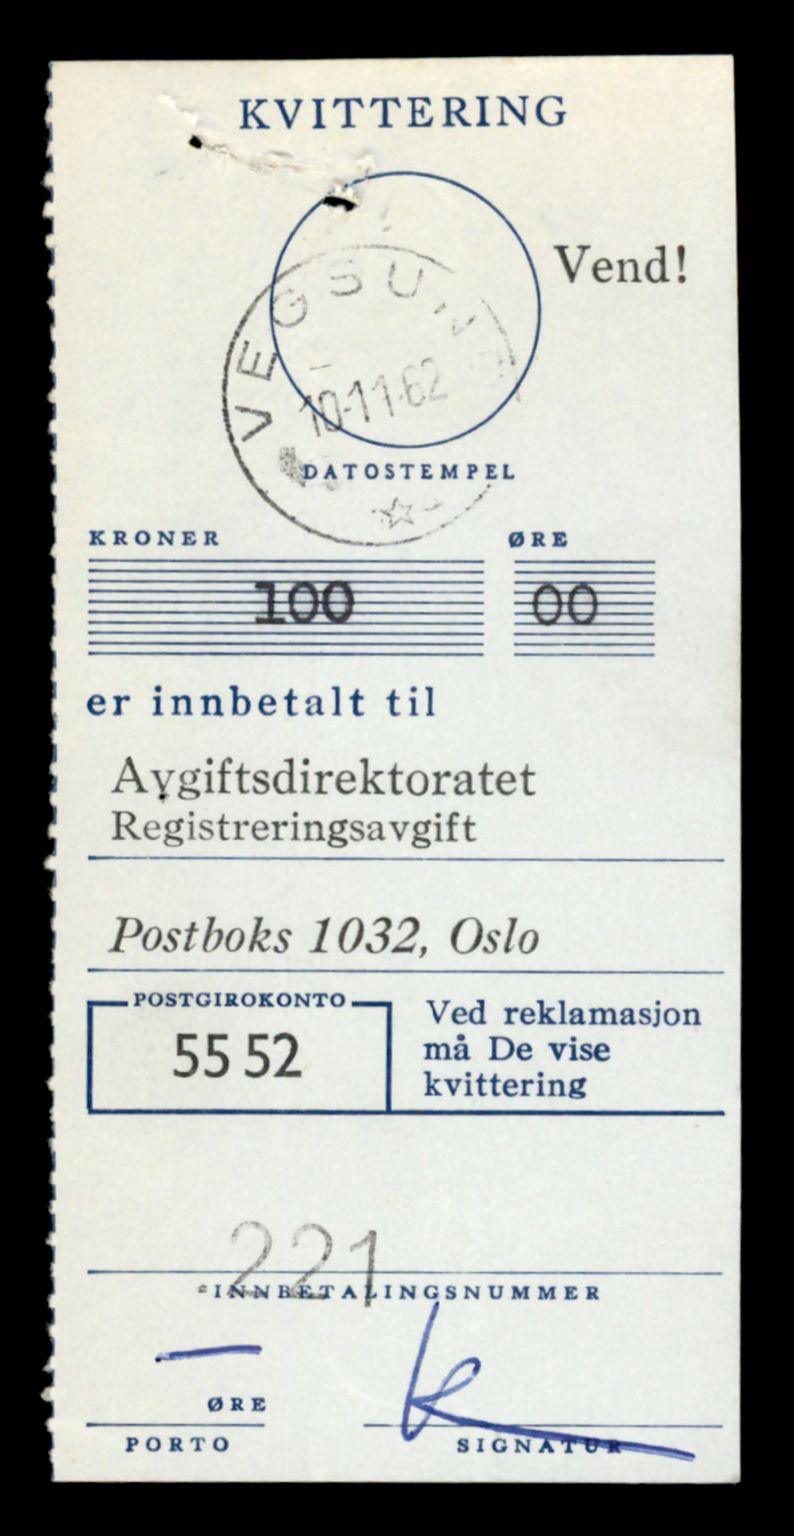 KVITTERING
Vend!
VEGSUN
10-11-62
DATOSTEMPEL
KRONER ØRE
100 00
er innbetalt til
Avgiftsdirektoratet
Registreringsavgift
Postboks 1032, Oslo
POSTGIROKONTO
55 52
Ved reklamasjon
må De vise
kvittering
221
INNBETALINGSNUMMER
ØRE
PORTO
SIGNATUR